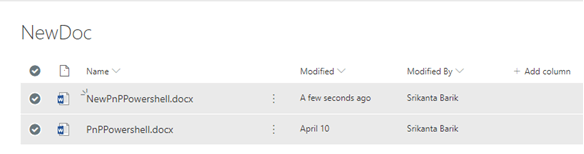 NewDoc
Name Modified Modified By + Add column
NewPnPPowershell.docx A few seconds ago Srikanta Barik
PnPPowershell.docx April 10 Srikanta Barik